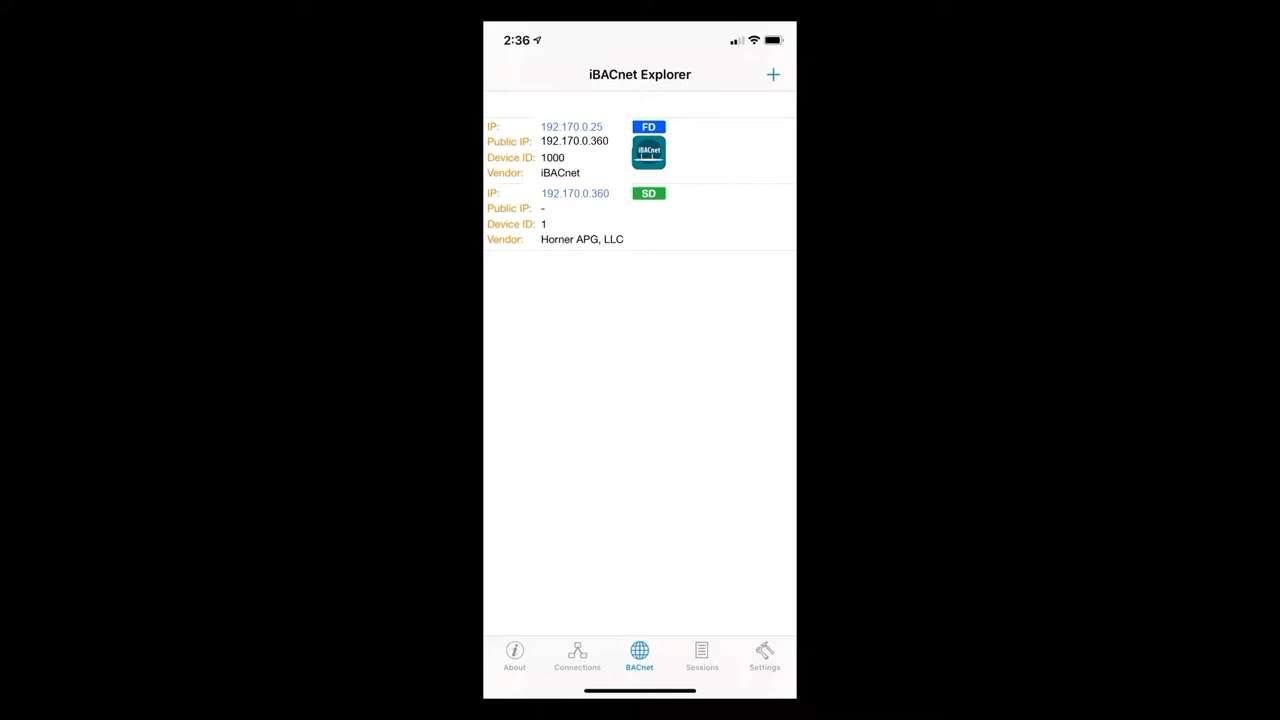 2:36
iBACnet Explorer
+
IP: 192.170.0.25 FD
Public IP: 192.170.0.360
iBACnet
Device ID: 1000
Vendor: iBACnet
IP: 192.170.0.360 SD
Public IP: -
Device ID: 1
Vendor: Horner APG, LLC
About Connections BACnet Sessions Settings